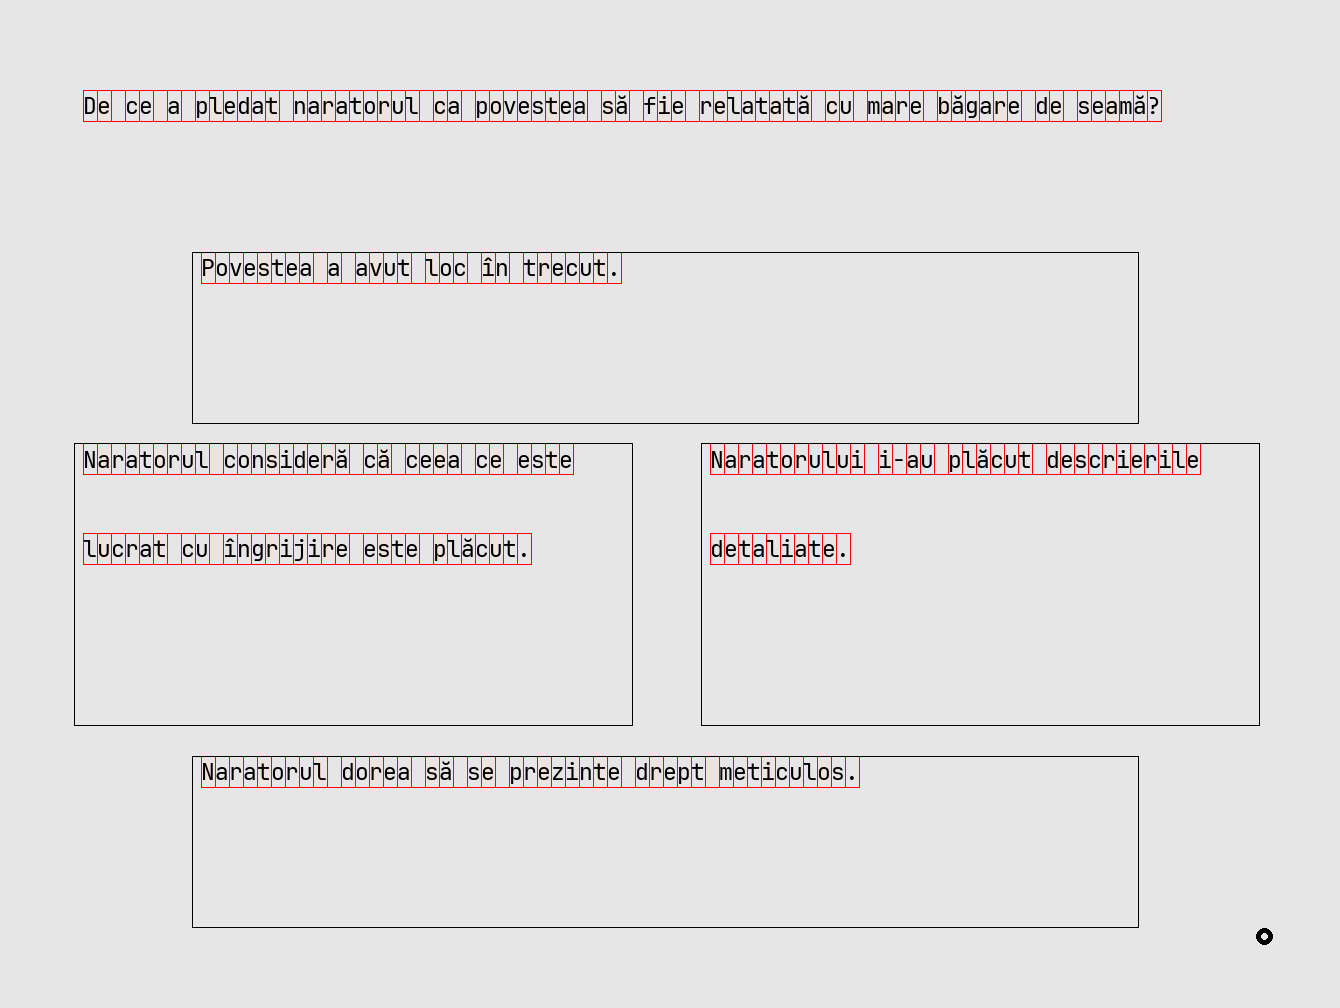 De ce a pledat naratorul ca povestea să fie relatată cu mare băgare de seamă?
Povestea a avut loc în trecut.
Naratorul consideră că ceea ce este
lucrat cu îngrijire este plăcut.
Naratorului i-au plăcut descrierile
detaliate.
Naratorul dorea să se prezinte drept meticulos.